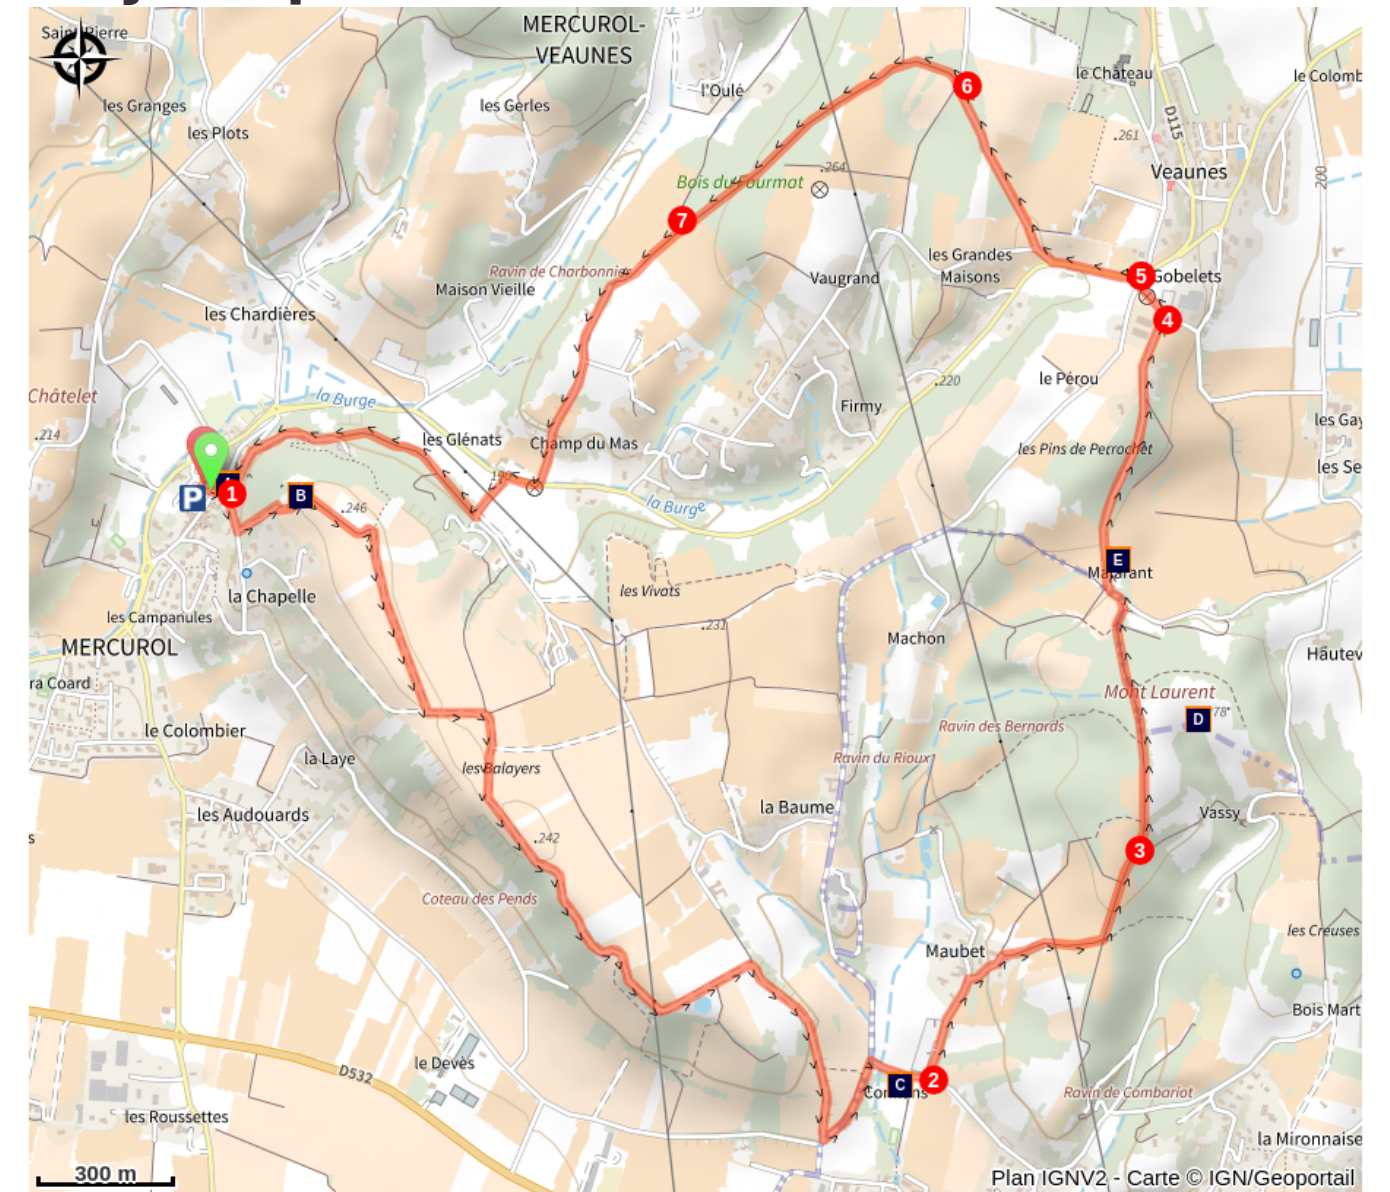 MERCUROL-
VEAUNES
les Granges
les Plots
les Gerles
l'Oulé
le Château
le Colomb
D115
.261
Veaunes
200
6
Bois du Fourmat
.264
7
les Grandes
Maisons
5
Gobelets
4
Ravin de Charbonnier
Maison Vieille
Vaugrand
les Chardières
la Burge
Châtelet
.214
.220
le Pérou
Firmy
les Glénats
Champ du Mas
190
les Pins de Perrochet
les Gay
les Se
P
1
B
.246
la Burge
E
la Chapelle
les Campanules
MERCUROL
ra Coard
les Vivats
.231
Machon
Hautev
Mont Laurent
D
78
le Colombier
la Laye
les Balayers
Ravin des Bernards
Ravin du Rioux
les Audouards
la Baume
Vassy
s
.242
3
Coteau des Pends
Maubet
les Creuses
Bois Mart
le Devès
D532
C
2
les Roussettes
Ravin de Combariot
la Mironnaise
300 m
Plan IGNV2 - Carte © IGN/Geoportail